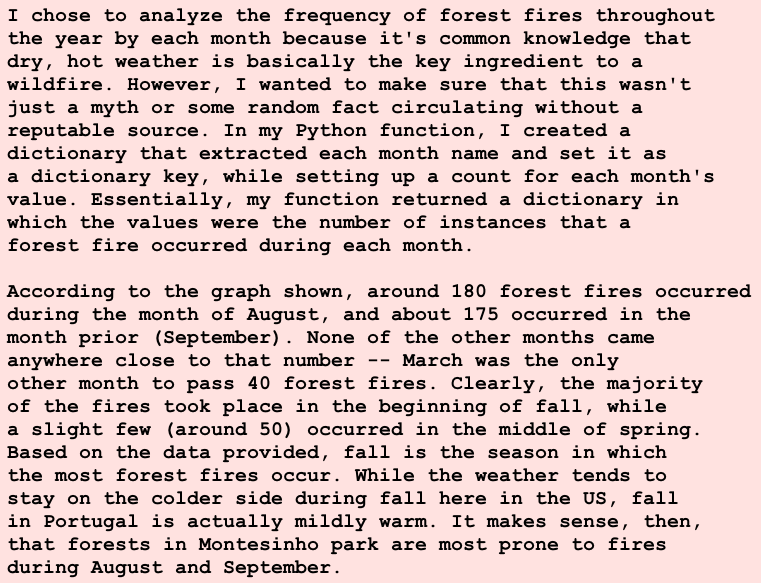 I chose to analyze the frequency of forest fires throughout
the year by each month because it's common knowledge that
dry, hot weather is basically the key ingredient to a
wildfire. However, I wanted to make sure that this wasn't
just a myth or some random fact circulating without a
reputable source. In my Python function, I created a
dictionary that extracted each month name and set it as
a dictionary key, while setting up a count for each month's
value. Essentially, my function returned a dictionary in
which the values were the number of instances that a
forest fire occurred during each month.

According to the graph shown, around 180 forest fires occurred
during the month of August, and about 175 occurred in the
month prior (September). None of the other months came
anywhere close to that number -- March was the only
other month to pass 40 forest fires. Clearly, the majority
of the fires took place in the beginning of fall, while
a slight few (around 50) occurred in the middle of spring.
Based on the data provided, fall is the season in which
the most forest fires occur. While the weather tends to
stay on the colder side during fall here in the US, fall
in Portugal is actually mildly warm. It makes sense, then,
that forests in Montesinho park are most prone to fires
during August and September.